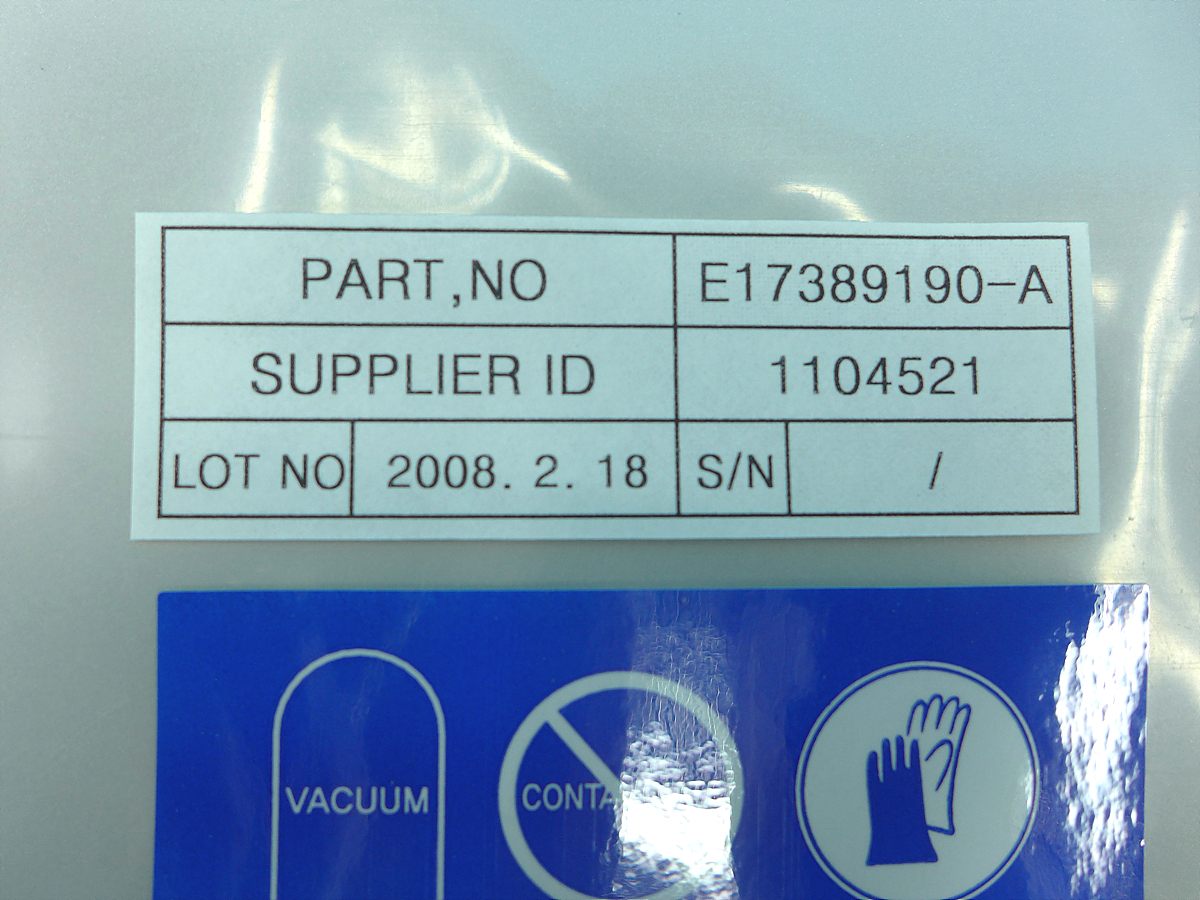 PART,NO E17389190-A
SUPPLIER ID 1104521
LOT NO 2008. 2. 18 S/N /
VACUUM